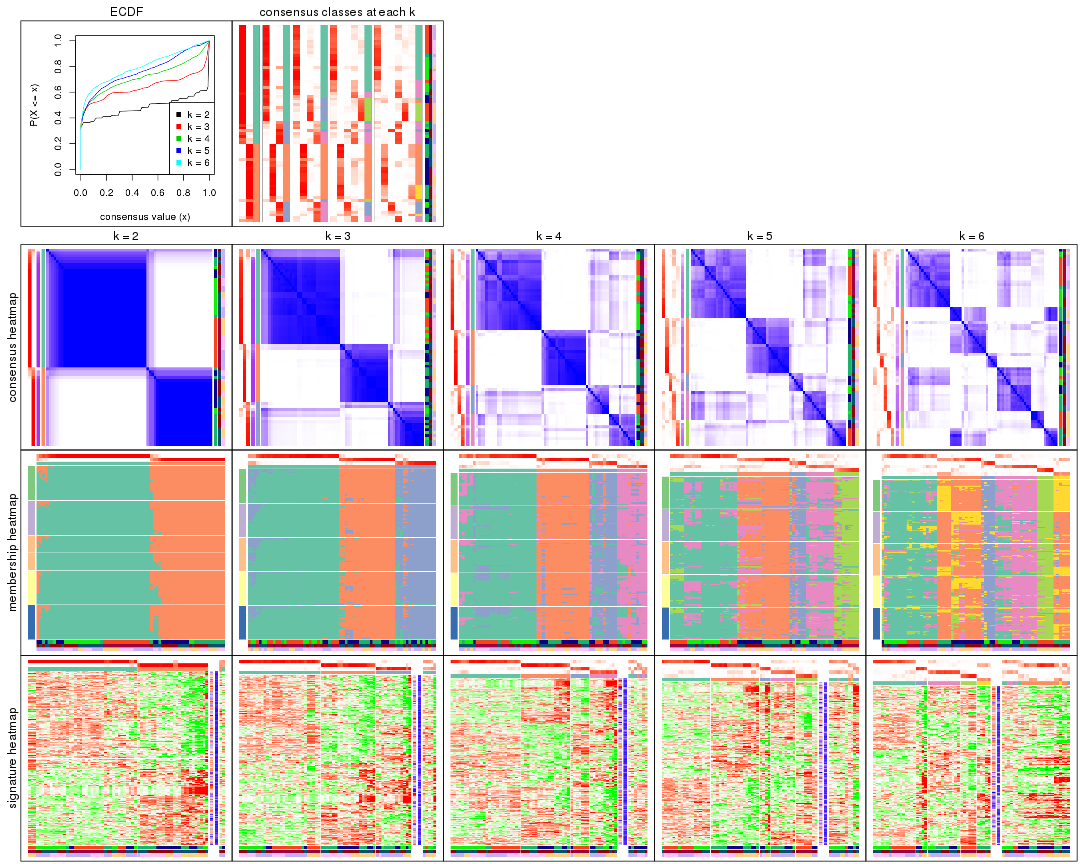 ECDF
consensus classes at each k
P(X <= x)
0.0
0.2
0.4
0.6
0.8
1.0
k = 2
k = 3
k = 4
k = 5
k = 6
0.0 0.2 0.4 0.6 0.8 1.0
consensus value (x)
k = 2
k = 3
k = 4
k = 5
k = 6
consensus heatmap
membership heatmap
signature heatmap